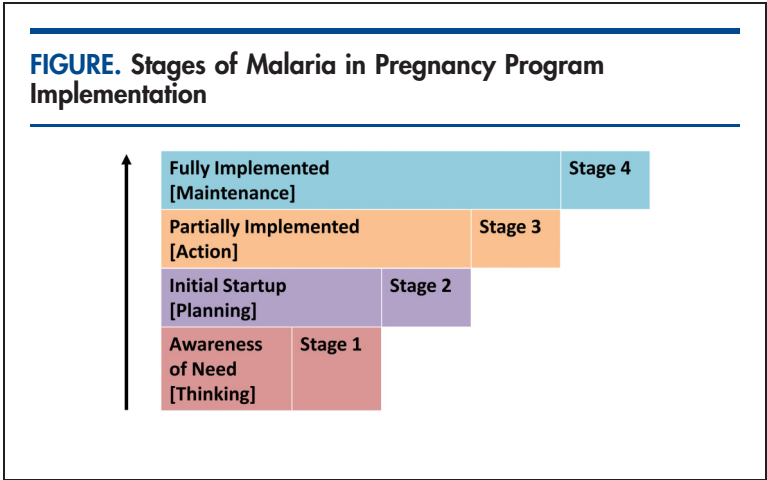 FIGURE. Stages of Malaria in Pregnancy Program
Implementation
Fully Implemented
[Maintenance]
Stage 4
Partially Implemented
[Action]
Stage 3
Initial Startup
[Planning]
Stage 2
Awareness
of Need
[Thinking]
Stage 1